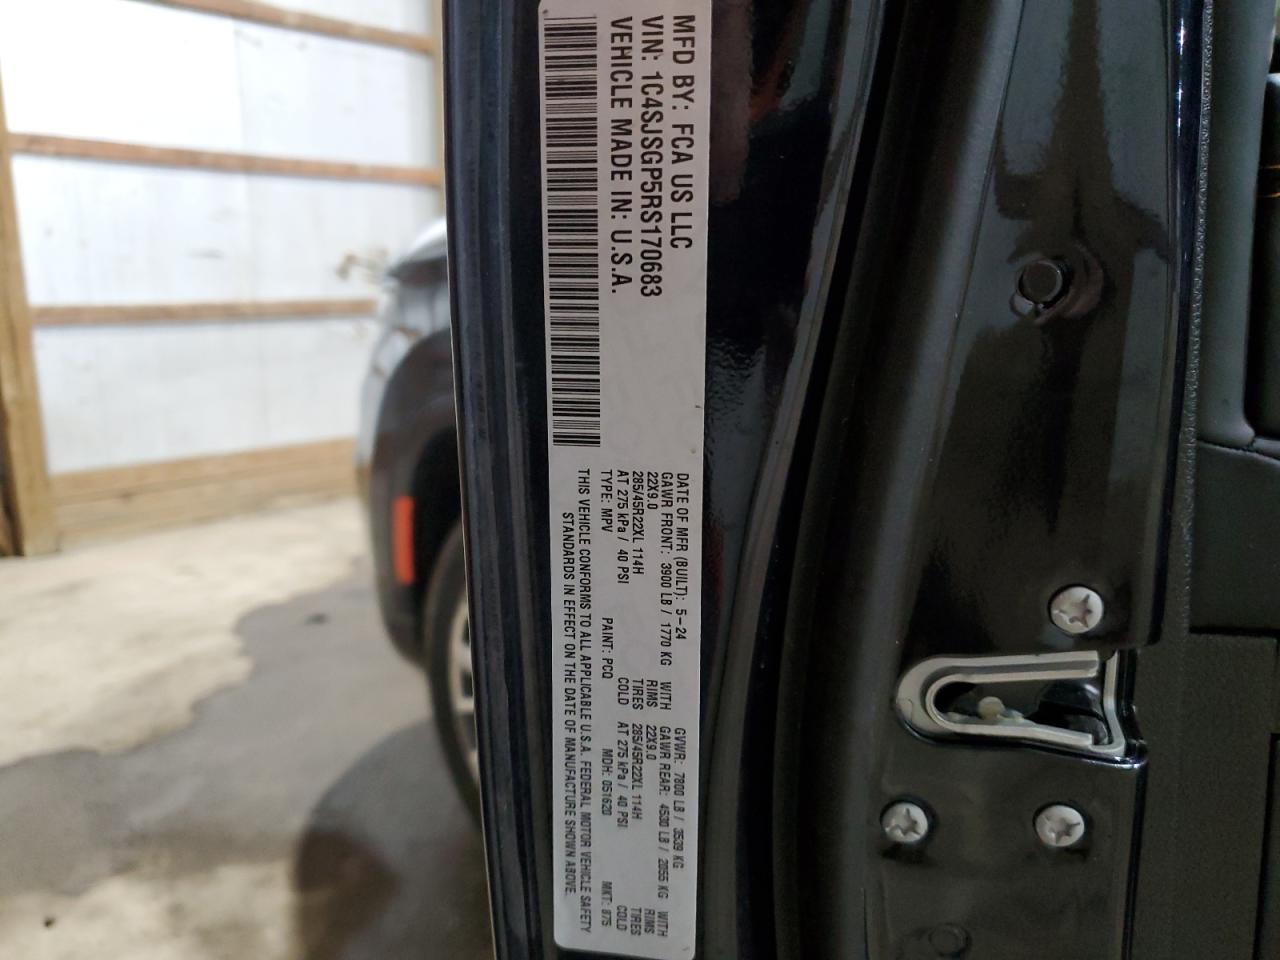 MFD BY: FCA US LLC
VIN: 1C4SJSGP5RS170683
VEHICLE MADE IN: U.S.A.
DATE OF MFR (BUILT): 5-24 GVWR: 7800 LB / 3539 KG
GAWR FRONT: 3900 LB / 1770 KG WITH GAWR REAR: 4530 LB / 2055 KG WITH
22X9.0 RIMS 22X9.0 RIMS
285/45R22XL 114H TIRES 285/45R22XL 114H TIRES
AT 275 kPa / 40 PSI COLD AT 275 kPa / 40 PSI COLD
TYPE: MPV PAINT: PCQ MDH: 051620 MKT: 875
THIS VEHICLE CONFORMS TO ALL APPLICABLE U.S.A. FEDERAL MOTOR VEHICLE SAFETY
STANDARDS IN EFFECT ON THE DATE OF MANUFACTURE SHOWN ABOVE.